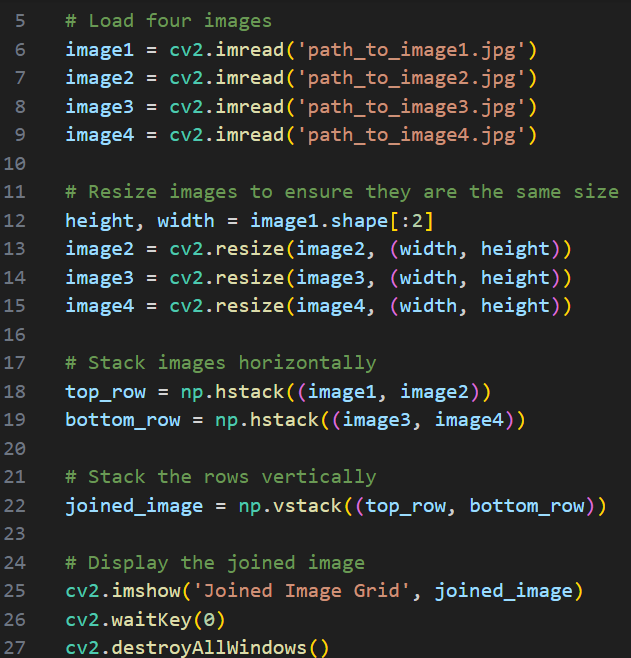 5 # Load four images
6 image1 = cv2.imread('path_to_image1.jpg')
7 image2 = cv2.imread('path_to_image2.jpg')
8 image3 = cv2.imread('path_to_image3.jpg')
9 image4 = cv2.imread('path_to_image4.jpg')
10
11 # Resize images to ensure they are the same size
12 height, width = image1.shape[:2]
13 image2 = cv2.resize(image2, (width, height))
14 image3 = cv2.resize(image3, (width, height))
15 image4 = cv2.resize(image4, (width, height))
16
17 # Stack images horizontally
18 top_row = np.hstack((image1, image2))
19 bottom_row = np.hstack((image3, image4))
20
21 # Stack the rows vertically
22 joined_image = np.vstack((top_row, bottom_row))
23
24 # Display the joined image
25 cv2.imshow('Joined Image Grid', joined_image)
26 cv2.waitKey(0)
27 cv2.destroyAllWindows()